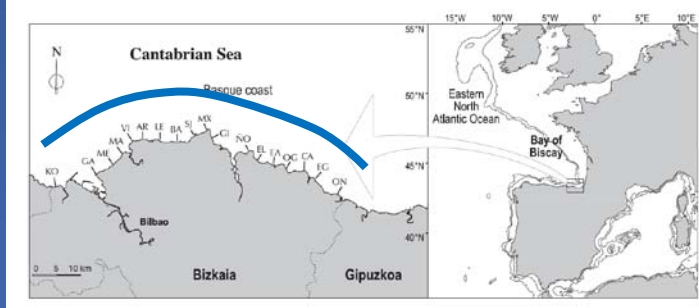 15°W 10°W 5°W 0° 5°E
55°N
N
Cantabrian Sea
Basque coast
50°N
Eastern
North
Atlantic Ocean
Bay of
Biscay
45°N
KO GA ME MA VI AR LE BA SJ MX GI ÑO EL EA OG CA EG ON
Bilbao
40°N
0 5 10 km
Bizkaia
Gipuzkoa